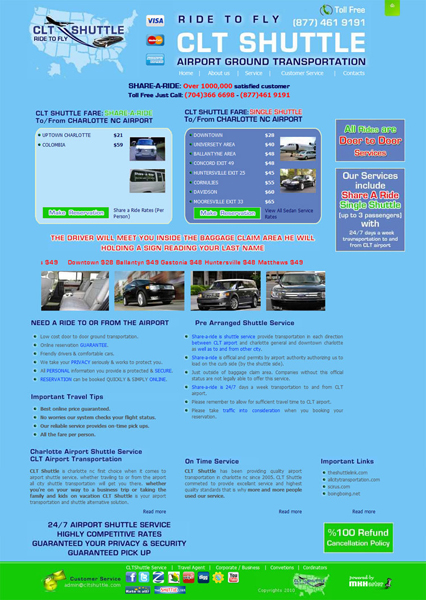 CLT SHUTTLE
RIDE TO FLY
VISA
RIDE TO FLY
CLT SHUTTLE
AIRPORT GROUND TRANSPORTATION
Toll Free
(877) 461 9191
Home | About us | Service | Customer Service | Contacts
SHARE-A-RIDE: Over 1000,000 satisfied customer
Toll Free Just Call: (704)366 6698 - (877)461 9191
CLT SHUTTLE FARE: SHARE A-RIDE
To/From CHARLOTTE NC AIRPORT
UPTOWN CHARLOTTE $21
COLOMBIA $59
Make Reservation
Share a Ride Rates (Per Person)
CLT SHUTTLE FARE: SINGLE SHUTTLE
To/From CHARLOTTE NC AIRPORT
DOWNTOWN $28
UNIVERSETY AREA $40
BALLANTYNE AREA $48
CONCORD EXIT 49 $48
HUNTERSVILLE EXIT 25 $45
CORNILIES $55
DAVIDSON $60
MOORESVILLE EXIT 33 $65
Make Reservation
View All Sedan Service Rates
All Rides are
Door to Door
Services
Our Services
include
Share A Ride
Single Shuttle
[up to 3 passengers]
with
24/7 days a week
transportation to and
from CLT airport
THE DRIVER WILL MEET YOU INSIDE THE BAGGAGE CLAIM AREA HE WILL
HOLDING A SIGN READING YOUR LAST NAME
: $45 Downtown $28 Ballantyn $49 Gastonia $48 Huntersville $48 Matthews $45
NEED A RIDE TO OR FROM THE AIRPORT
Low cost door to door ground transportation.
Online reservation GUARANTEE.
Friendly drivers & comfortable cars.
We take your PRIVACY seriously & works to protect you.
All PERSONAL information you provide is protected & SECURE.
RESERVATION can be booked QUICKLY & SIMPLY ONLINE.
Important Travel Tips
Best online price guaranteed.
No worries our system checks your flight status.
Our reliable service provides on-time pick ups.
All the fare per person.
Pre Arranged Shuttle Service
Share-a-ride is shuttle service provide transportation in each direction
between CLT airport and charlotte general and downtown charlotte
so well as to and from other city.
Share-a-ride is official and permits by airport authority authorising us to
load on the curb side (by the shuttle sign).
Just outside of baggage claim area. Companies without the official
status are not legally able to offer this service.
Share-a-ride is 24/7 days a week transportation to and from CLT
airport.
Please remember to allow for sufficient travel time to CLT airport.
Please take traffic into consideration when you booking your
reservation.
Charlotte Airport Shuttle Service
CLT Airport Transportation
CLT Shuttle is charlotte nc fest choice when it comes to
airport shuttle service. whether traveling to or from the airport
all city shuttle transportation will get you there. whether
you're on your way to a business trip or taking the
family and kids on vacation CLT Shuttle is your airport
transportation and shuttle alternative solution.
Read more
On Time Service
CLT Shuttle has been providing quality airport
transportation in charlotte nc since 2005. CLT Shuttle
commited to provide excellent service and highest
quality standards that is why more and more people
used our service.
Read more
Important Links
theshuttlelink.com
allcitytransportation.com
icnus.com
bongloong.net
24/7 AIRPORT SHUTTLE SERVICE
HIGHLY COMPETITIVE RATES
GUARANTEED YOUR PRIVACY & SECURITY
GUARANTEED PICK UP
%100 Refund
Cancellation Policy
CLTShuttle Service | Travel Agent | Corporate / Business | Convetions | Cordinators
Customer Service
admin@cltshuttle.com
Copyrights 2010
powered by